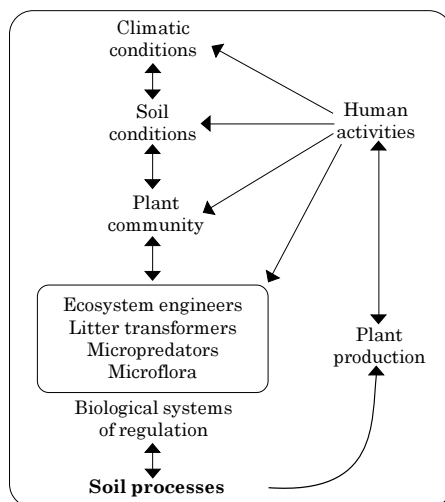 Climatic
conditions
Soil
conditions
Human
activities
Plant
community
Ecosystem engineers
Litter transformers
Micropredators
Microflora
Plant
production
Biological systems
of regulation
Soil processes